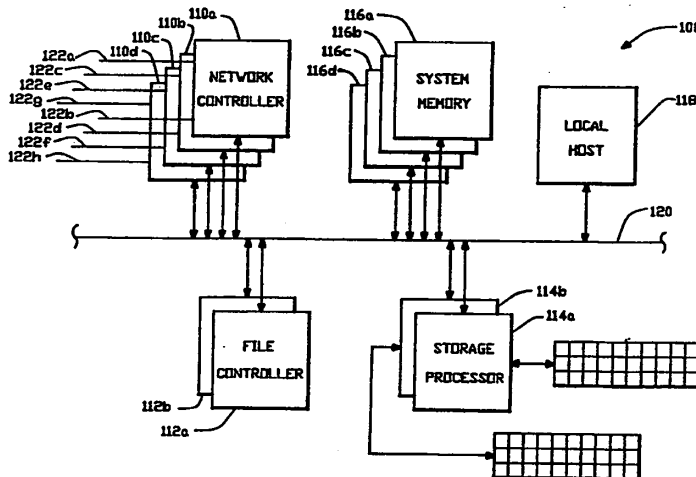 110a
110b
110c
110d
116a
116b
116c
116d
122a
122c
122e
122g
122b
122d
122f
122h
NETWORK
CONTROLLER
SYSTEM
MEMORY
118
LOCAL
HOST
120
114b
114a
FILE
CONTROLLER
STORAGE
PROCESSOR
112b
112a